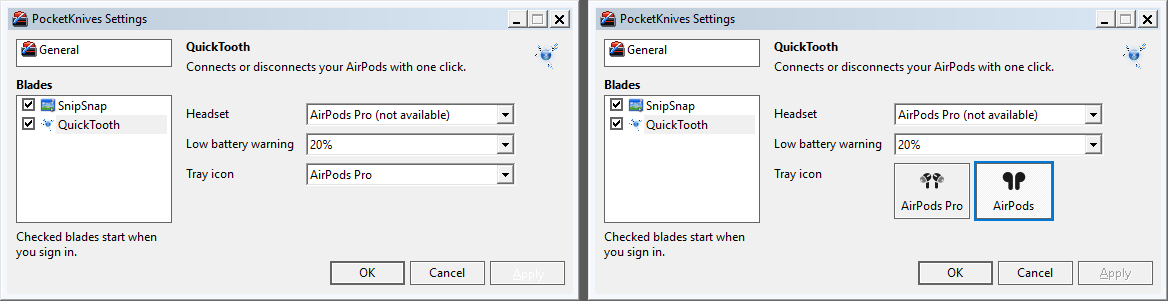 PocketKnives Settings
General
QuickTooth
Connects or disconnects your AirPods with one click.
Blades
SnipSnap
QuickTooth
Headset
AirPods Pro (not available)
Low battery warning
20%
Tray icon
AirPods Pro
Checked blades start when
you sign in.
OK
Cancel
Apply
PocketKnives Settings
General
QuickTooth
Connects or disconnects your AirPods with one click.
Blades
SnipSnap
QuickTooth
Headset
AirPods Pro (not available)
Low battery warning
20%
Tray icon
AirPods Pro
AirPods
Checked blades start when
you sign in.
OK
Cancel
Apply